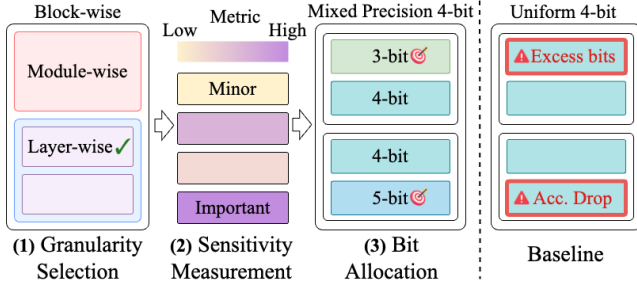 Block-wise
Module-wise
Layer-wise
(1) Granularity
Selection
Metric
Low High
Minor
Important
(2) Sensitivity
Measurement
Mixed Precision 4-bit
3-bit
4-bit
4-bit
5-bit
(3) Bit
Allocation
Uniform 4-bit
Excess bits
Acc. Drop
Baseline